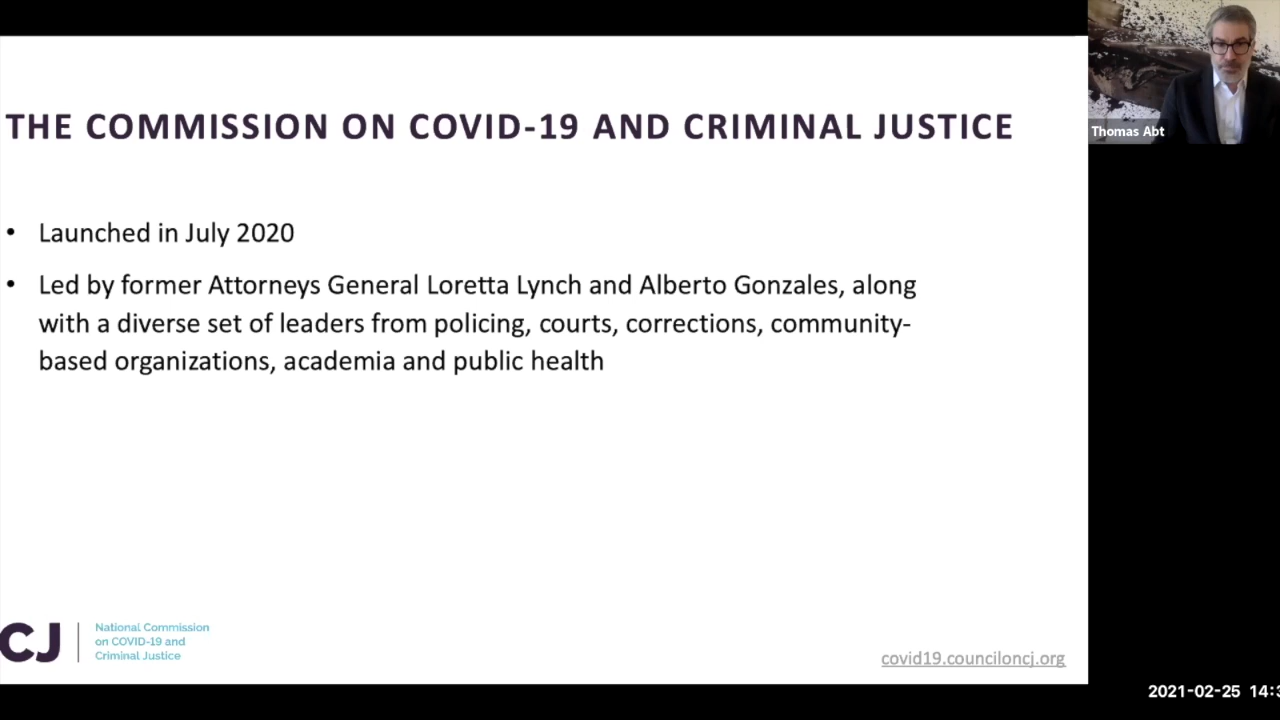 THE COMMISSION ON COVID-19 AND CRIMINAL JUSTICE
Thomas Abt
• Launched in July 2020
• Led by former Attorneys General Loretta Lynch and Alberto Gonzales, along
with a diverse set of leaders from policing, courts, corrections, community-
based organizations, academia and public health
CJ
National Commission
on COVID-19 and
Criminal Justice
covid19.counciloncj.org
2021-02-25 14:3